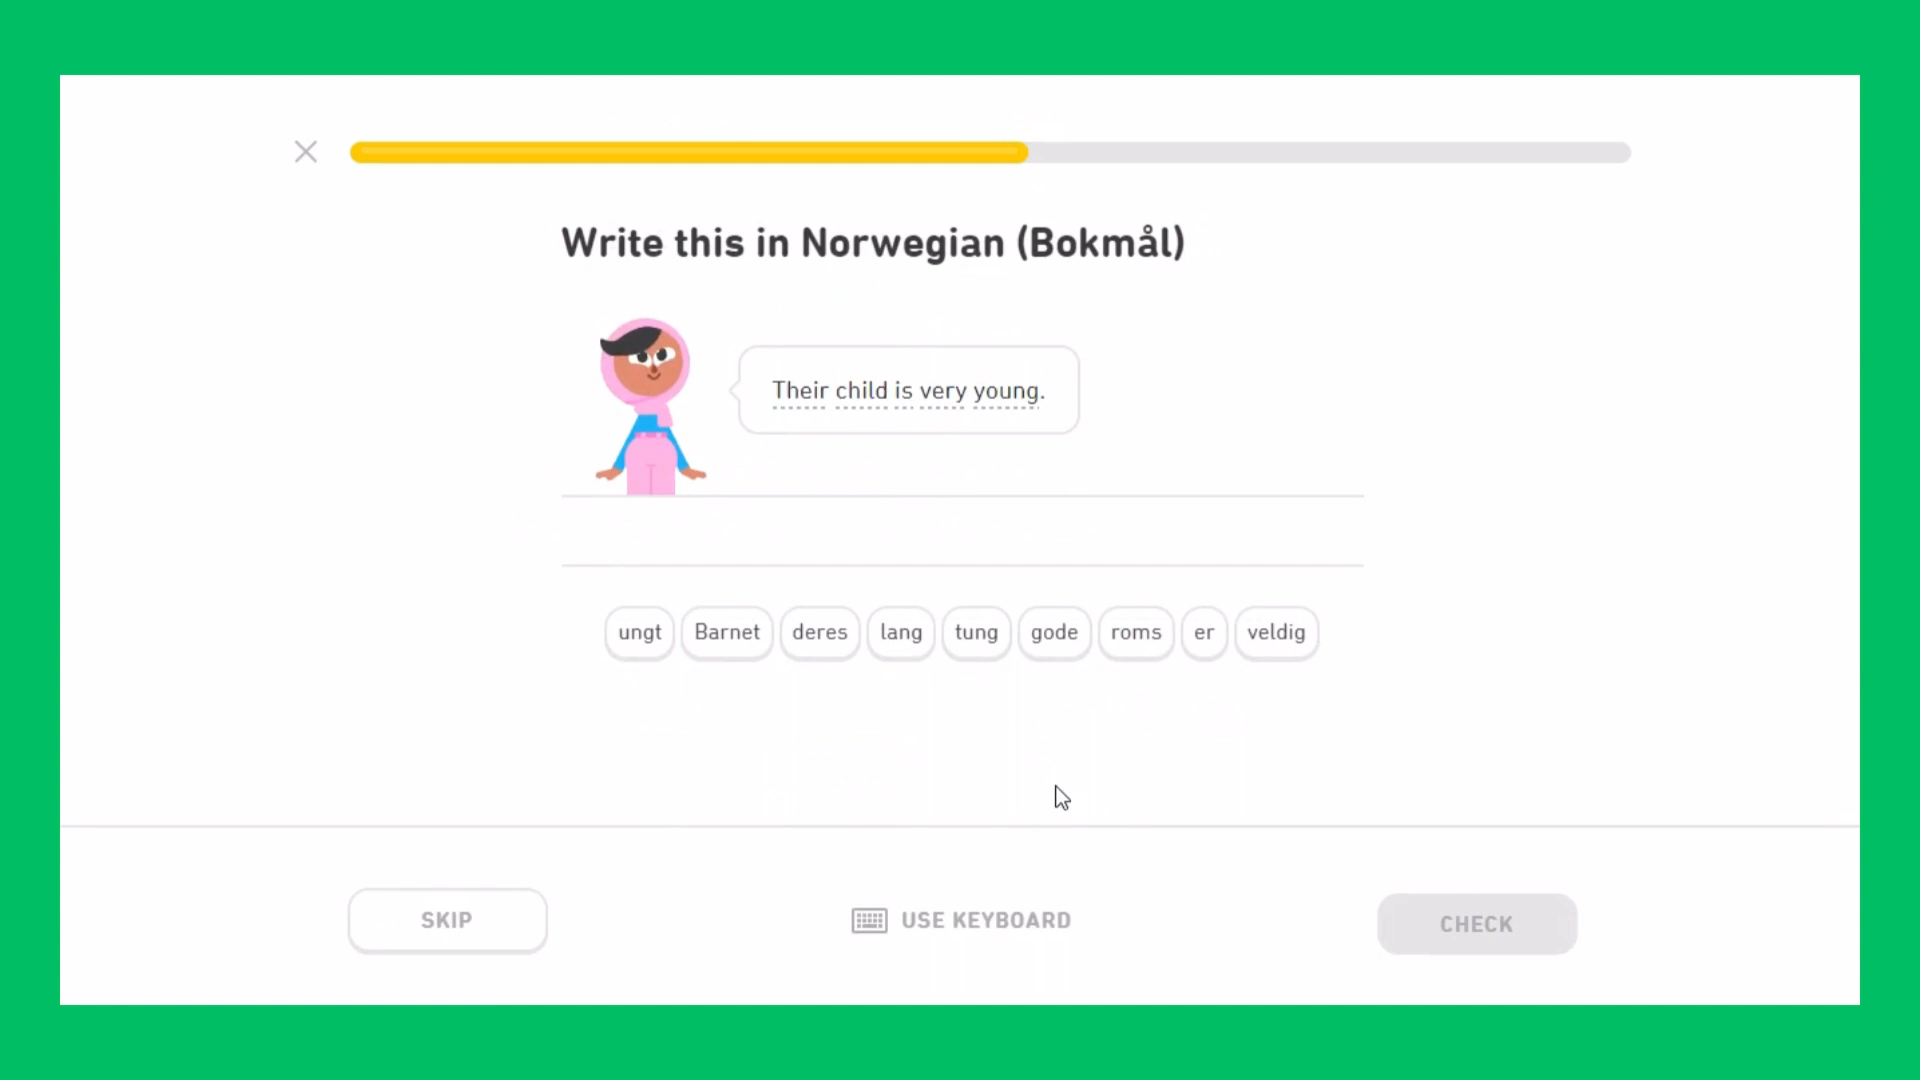 Write this in Norwegian (Bokmål)
Their child is very young.
ungt Barnet deres lang tung gode roms er veldig
SKIP USE KEYBOARD CHECK